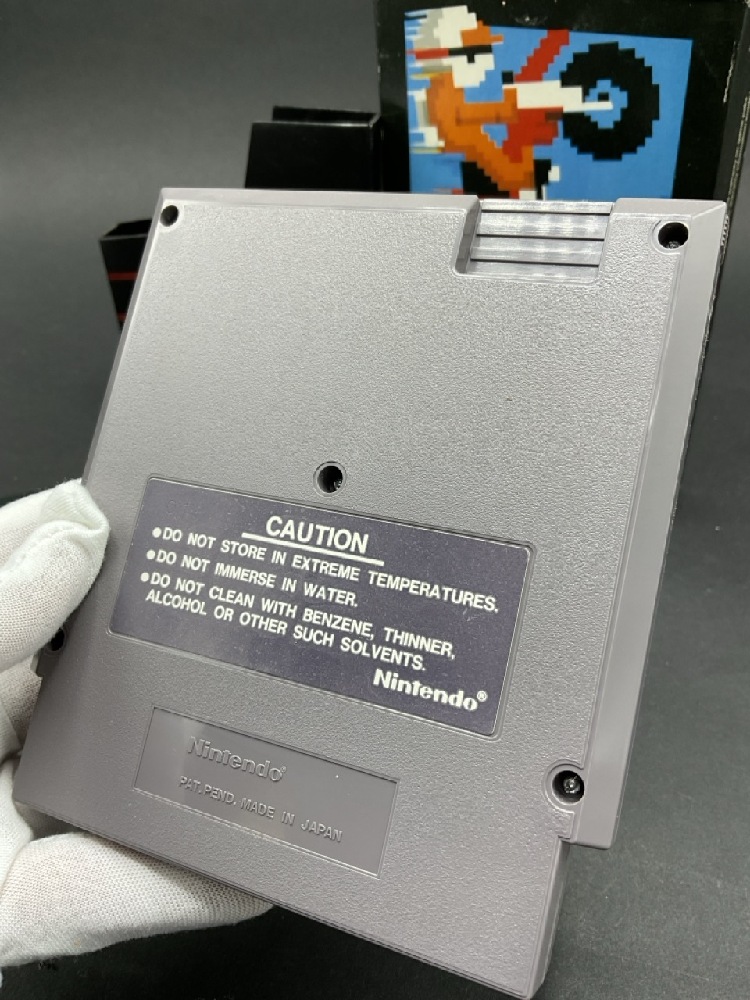 CAUTION
●DO NOT STORE IN EXTREME TEMPERATURES.
●DO NOT IMMERSE IN WATER.
●DO NOT CLEAN WITH BENZENE, THINNER,
ALCOHOL OR OTHER SUCH SOLVENTS.
Nintendo®
Nintendo®
PAT. PEND. MADE IN JAPAN